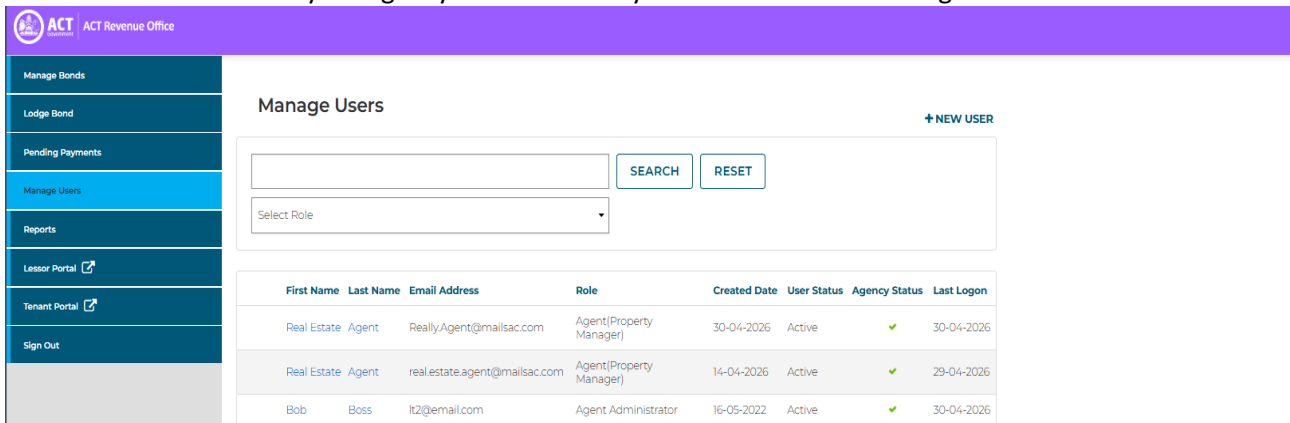 ACT
Government
ACT Revenue Office
Manage Bonds
Lodge Bond
Pending Payments
Manage Users
Reports
Lessor Portal
Tenant Portal
Sign Out
Manage Users
+ NEW USER
SEARCH
RESET
Select Role
First Name Last Name Email Address Role Created Date User Status Agency Status Last Logon
Real Estate Agent Really.Agent@mailsac.com Agent(Property Manager) 30-04-2026 Active ✔ 30-04-2026
Real Estate Agent real.estate.agent@mailsac.com Agent(Property Manager) 14-04-2026 Active ✔ 29-04-2026
Bob Boss lt2@email.com Agent Administrator 16-05-2022 Active ✔ 30-04-2026